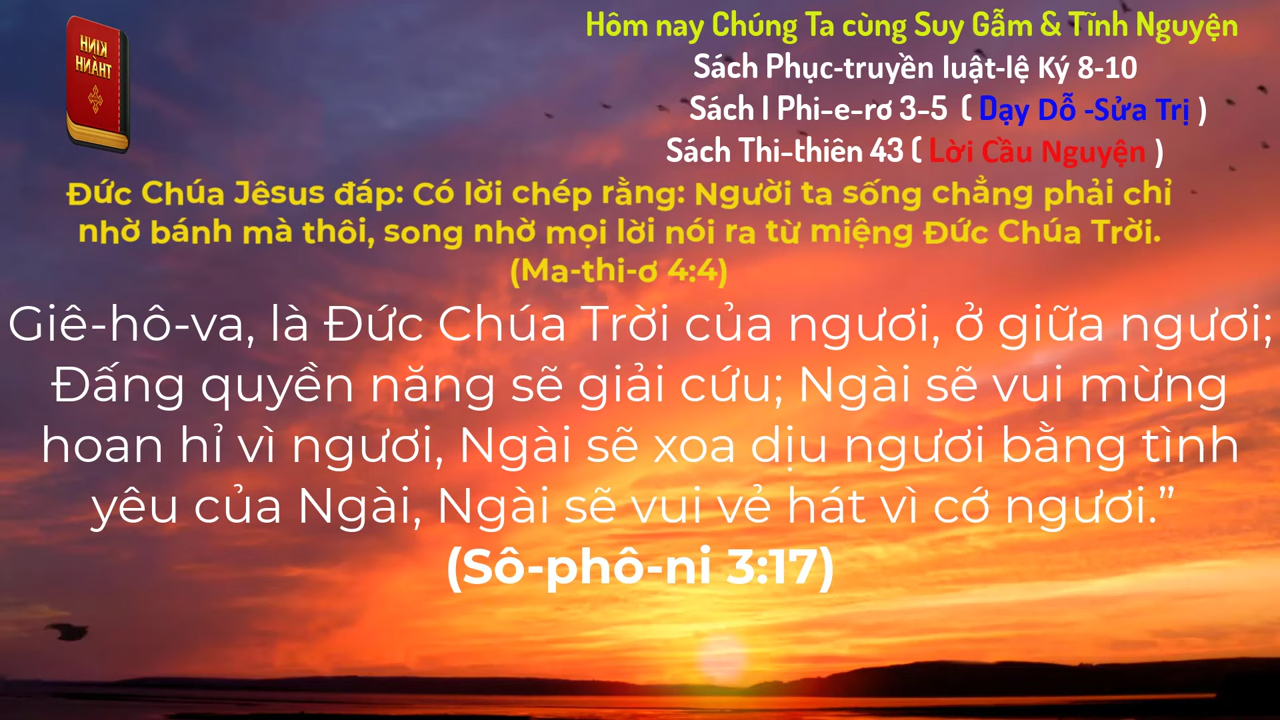 KINH
THÁNH
Hôm nay Chúng Ta cùng Suy Gẫm & Tĩnh Nguyện
Sách Phục-truyền luật-lệ Ký 8-10
Sách I Phi-e-rơ 3-5 ( Dạy Dỗ -Sửa Trị )
Sách Thi-thiên 43 ( Lời Cầu Nguyện )
Đức Chúa Jêsus đáp: Có lời chép rằng: Người ta sống chẳng phải chỉ
nhờ bánh mà thôi, song nhờ mọi lời nói ra từ miệng Đức Chúa Trời.
(Ma-thi-ơ 4:4)
Giê-hô-va, là Đức Chúa Trời của ngươi, ở giữa ngươi;
Đấng quyền năng sẽ giải cứu; Ngài sẽ vui mừng
hoan hỉ vì ngươi, Ngài sẽ xoa dịu ngươi bằng tình
yêu của Ngài, Ngài sẽ vui vẻ hát vì cớ ngươi.”
(Sô-phô-ni 3:17)